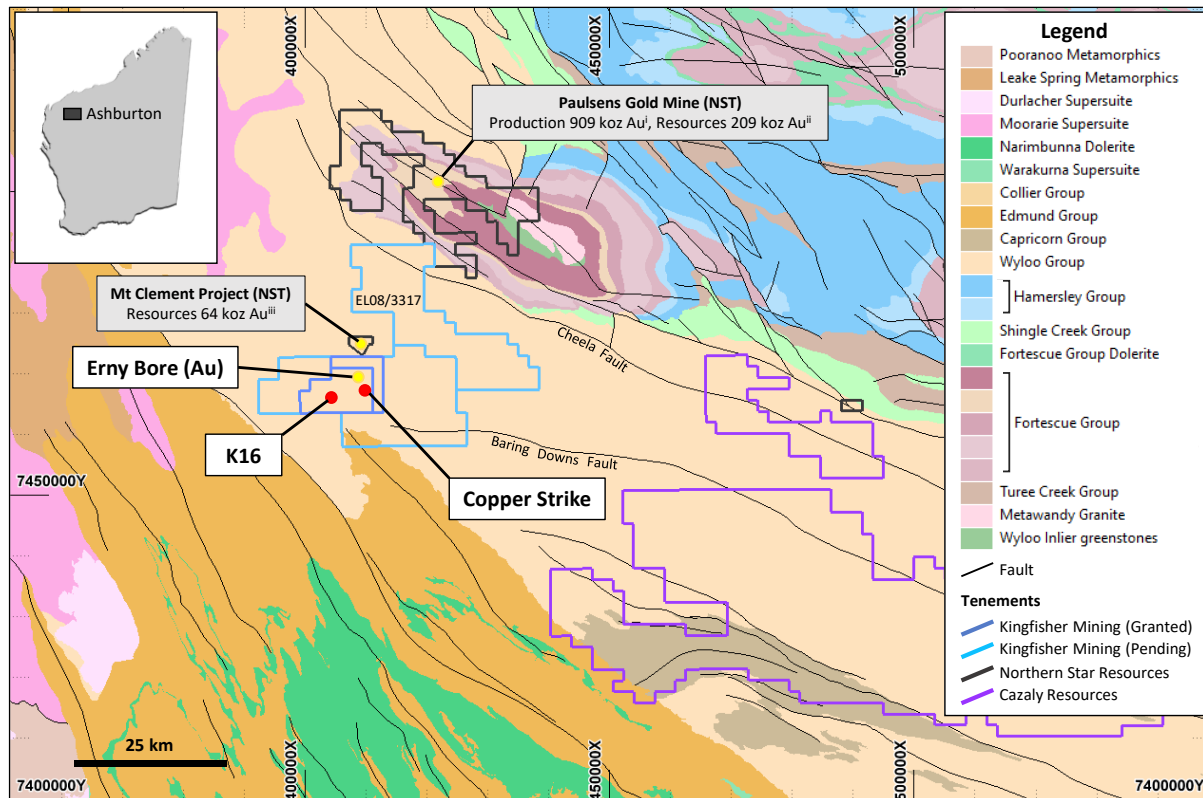 400000X
450000X
500000X
Ashburton
Paulsens Gold Mine (NST)
Production 909 koz Auⁱ, Resources 209 koz Auⁱⁱ
EL08/3317
Mt Clement Project (NST)
Resources 64 koz Auⁱⁱⁱ
Erny Bore (Au)
K16
Copper Strike
Cheela Fault
Baring Downs Fault
7450000Y
25 km
7400000Y
400000X
450000X
500000X
7400000Y
Legend
Pooranoo Metamorphics
Leake Spring Metamorphics
Durlacher Supersuite
Moorarie Supersuite
Narimbunna Dolerite
Warakurna Supersuite
Collier Group
Edmund Group
Capricorn Group
Wyloo Group
Hamersley Group
Shingle Creek Group
Fortescue Group Dolerite
Fortescue Group
Turee Creek Group
Metawandy Granite
Wyloo Inlier greenstones
Fault
Tenements
Kingfisher Mining (Granted)
Kingfisher Mining (Pending)
Northern Star Resources
Cazaly Resources